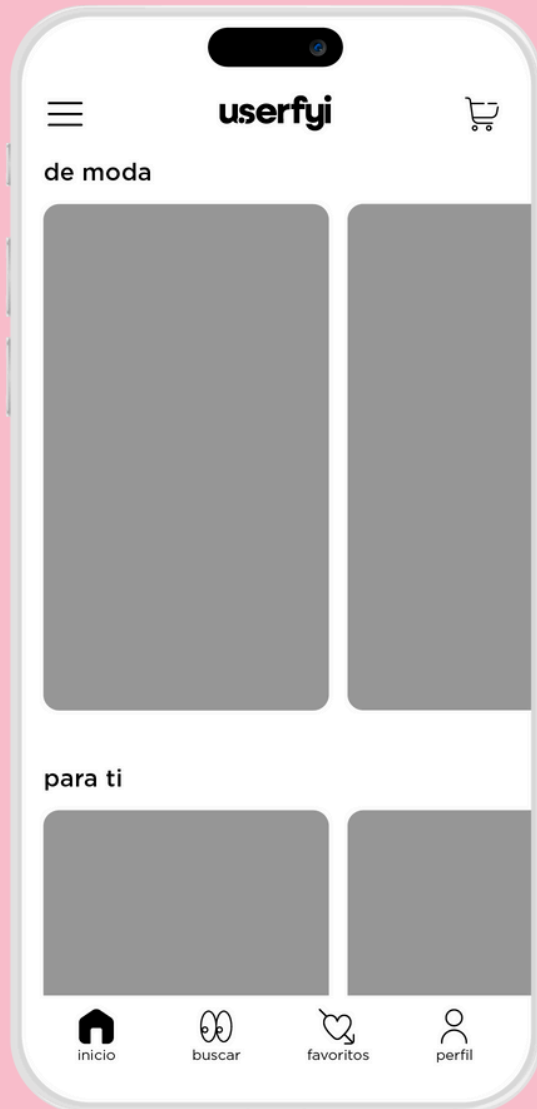 userfyi
de moda
para ti
inicio
buscar
favoritos
perfil